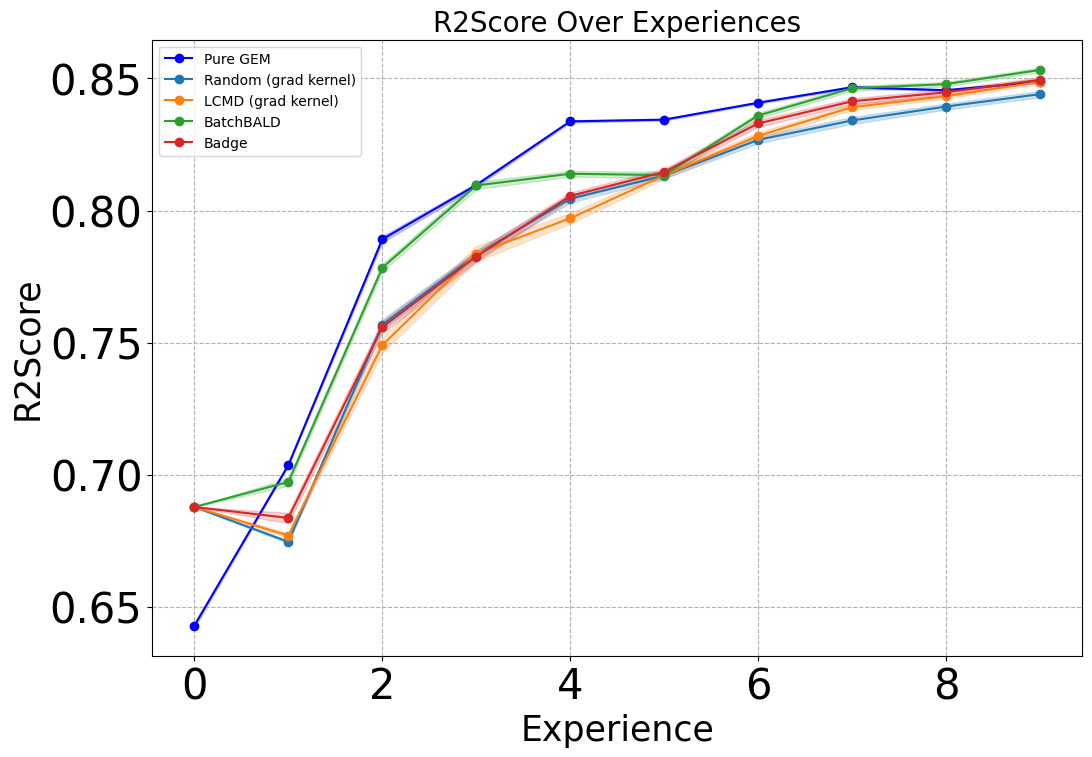 R2Score Over Experiences
Pure GEM
Random (grad kernel)
LCMD (grad kernel)
BatchBALD
Badge
0.85
0.80
0.75
0.70
0.65
R2Score
0 2 4 6 8
Experience